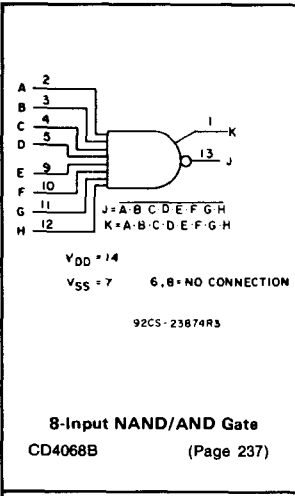 A 2
B 3
C 4
D 5
E 9
F 10
G 11
H 12
1 K
13 J
J=A·B·C·D·E·F·G·H
K=A·B·C·D·E·F·G·H
VDD = 14
VSS = 7 6,8=NO CONNECTION
92CS-23874R3
8-Input NAND/AND Gate
CD4068B (Page 237)